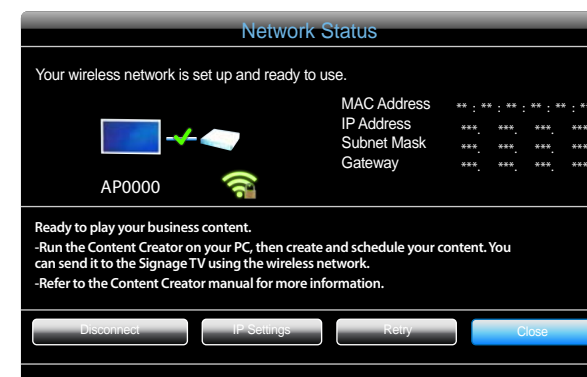 Network Status
Your wireless network is set up and ready to use.
MAC Address ** : ** : ** : ** : ** : **
IP Address ***. ***. ***. ***
Subnet Mask ***. ***. ***. ***
Gateway ***. ***. ***. ***
AP0000
Ready to play your business content.
-Run the Content Creator on your PC, then create and schedule your content. You
can send it to the Signage TV using the wireless network.
-Refer to the Content Creator manual for more information.
Disconnect IP Settings Retry Close